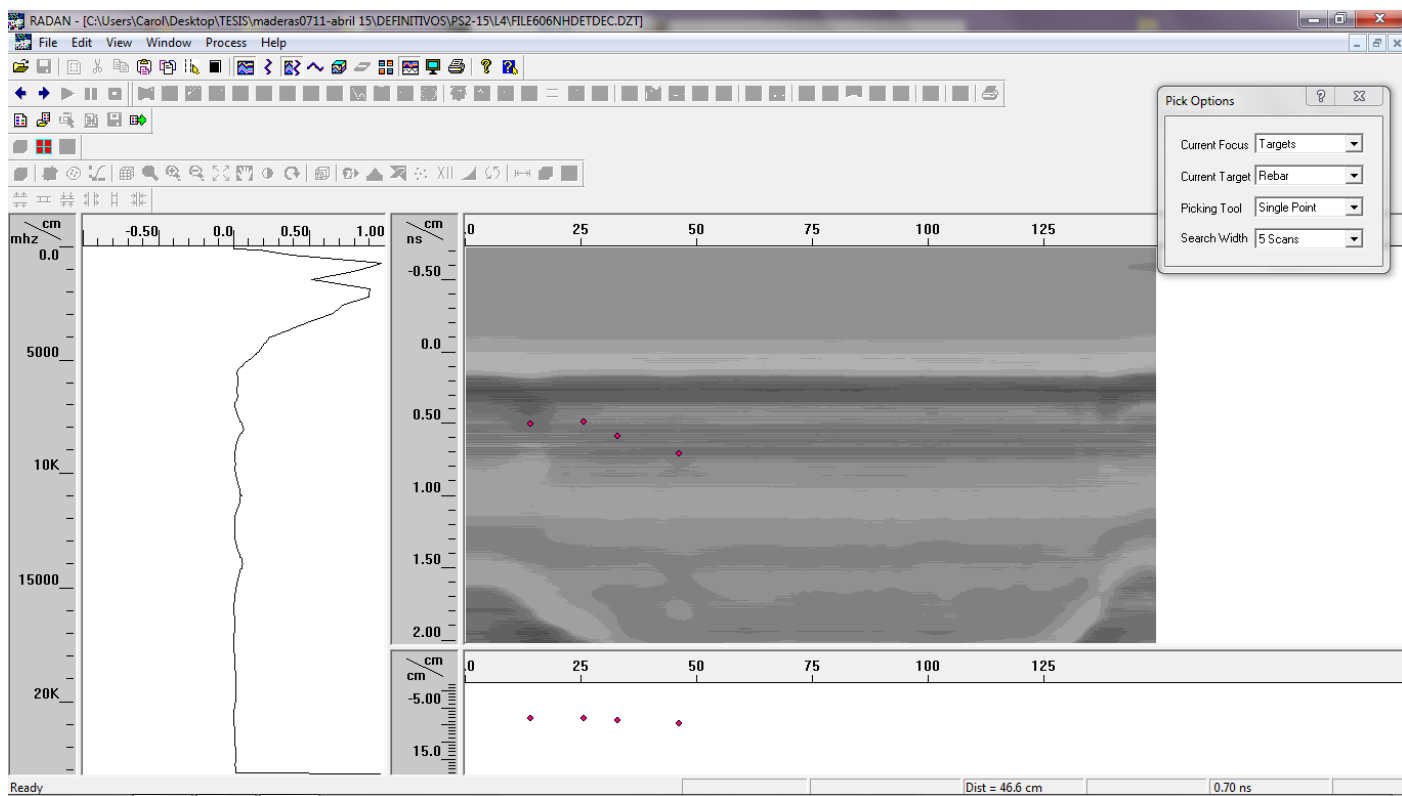 RADAN - [C:\Users\Carol\Desktop\TESIS\maderas0711-abril 15\DEFINITIVOS\PS2-15\L4\FILE606NHDETDEC.DZT]
File Edit View Window Process Help
XII
Pick Options
Current Focus Targets
Current Target Rebar
Picking Tool Single Point
Search Width 5 Scans
cm
mhz
-0.50 0.0 0.50 1.00
0.0
5000
10K
15000
20K
cm
ns
.0 25 50 75 100 125
-0.50
0.0
0.50
1.00
1.50
2.00
cm
cm
.0 25 50 75 100 125
-5.00
15.0
Ready Dist = 46.6 cm 0.70 ns